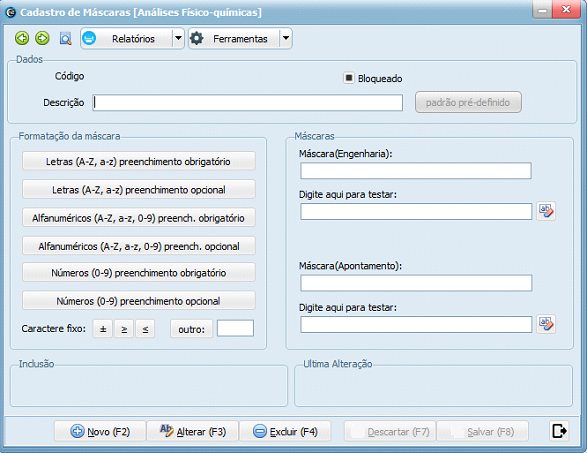 Cadastro de Máscaras [Análises Físico-químicas]
Relatórios
Ferramentas
Dados
Código
Bloqueado
Descrição
padrão pré-definido
Formatação da máscara
Letras (A-Z, a-z) preenchimento obrigatório
Letras (A-Z, a-z) preenchimento opcional
Alfanuméricos (A-Z, a-z, 0-9) preench. obrigatório
Alfanuméricos (A-Z, a-z, 0-9) preench. opcional
Números (0-9) preenchimento obrigatório
Números (0-9) preenchimento opcional
Caractere fixo: ± ≥ ≤ outro:
Máscaras
Máscara(Engenharia):
Digite aqui para testar:
Máscara(Apontamento):
Digite aqui para testar:
Inclusão
Ultima Alteração
Novo (F2)
Alterar (F3)
Excluir (F4)
Descartar (F7)
Salvar (F8)